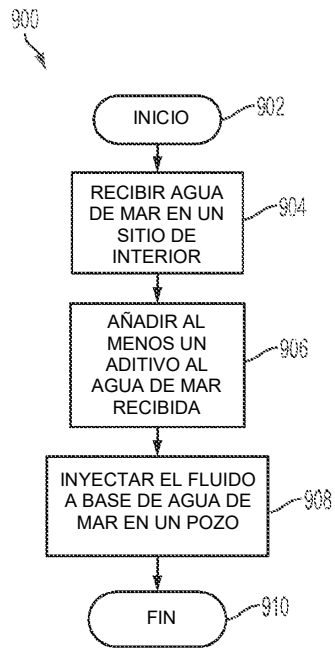 900
INICIO
902
RECIBIR AGUA
DE MAR EN UN
SITIO DE
INTERIOR
904
AÑADIR AL
MENOS UN
ADITIVO AL
AGUA DE MAR
RECIBIDA
906
INYECTAR EL FLUIDO
A BASE DE AGUA DE
MAR EN UN POZO
908
FIN
910